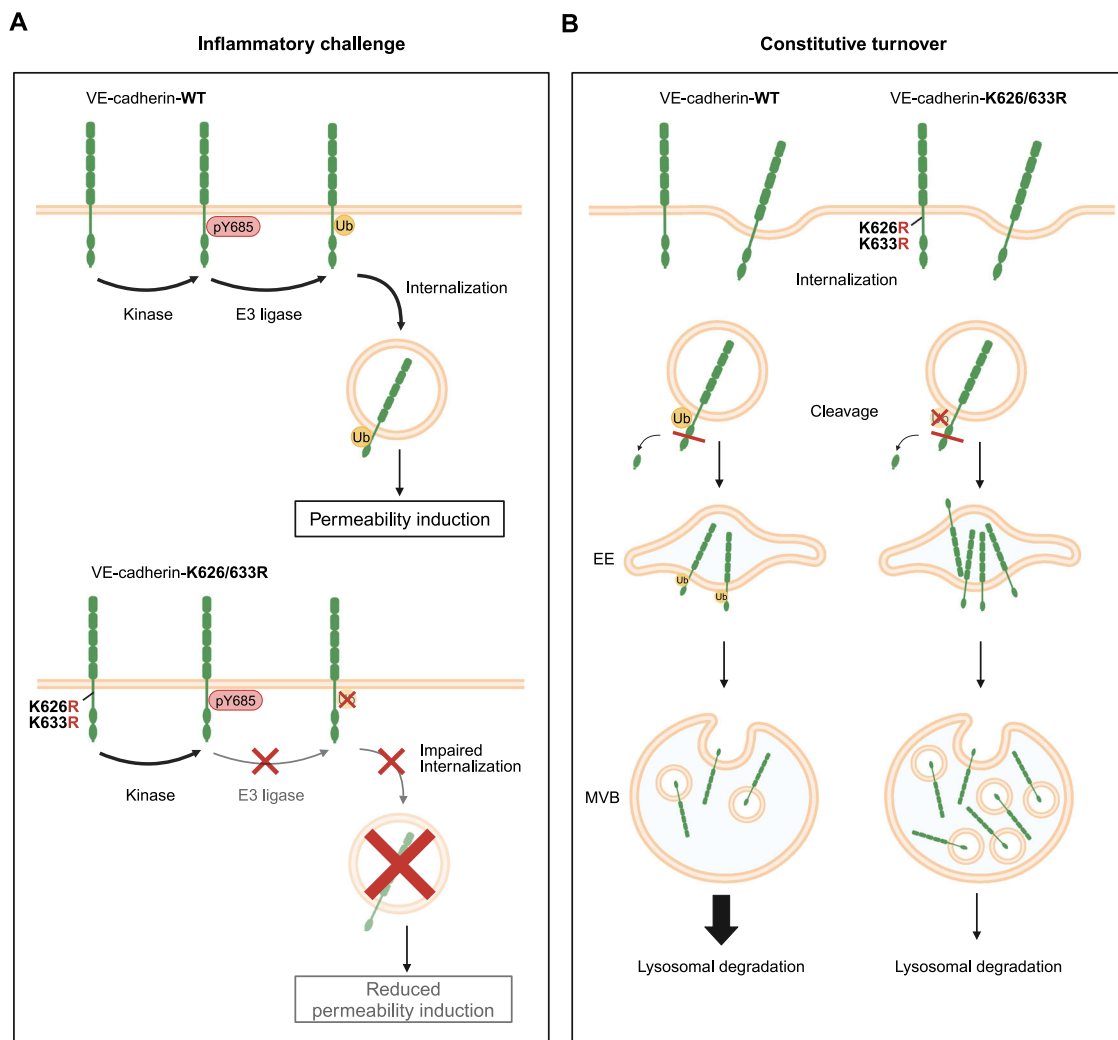 A
Inflammatory challenge
VE-cadherin-WT
pY685
Ub
Kinase
E3 ligase
Internalization
Ub
Permeability induction
VE-cadherin-K626/633R
K626R
K633R
pY685
Ub
Kinase
E3 ligase
Impaired
Internalization
Reduced
permeability induction
B
Constitutive turnover
VE-cadherin-WT
VE-cadherin-K626/633R
K626R
K633R
Internalization
Ub
Cleavage
Ub
EE
Ub
Ub
MVB
Lysosomal degradation
Lysosomal degradation